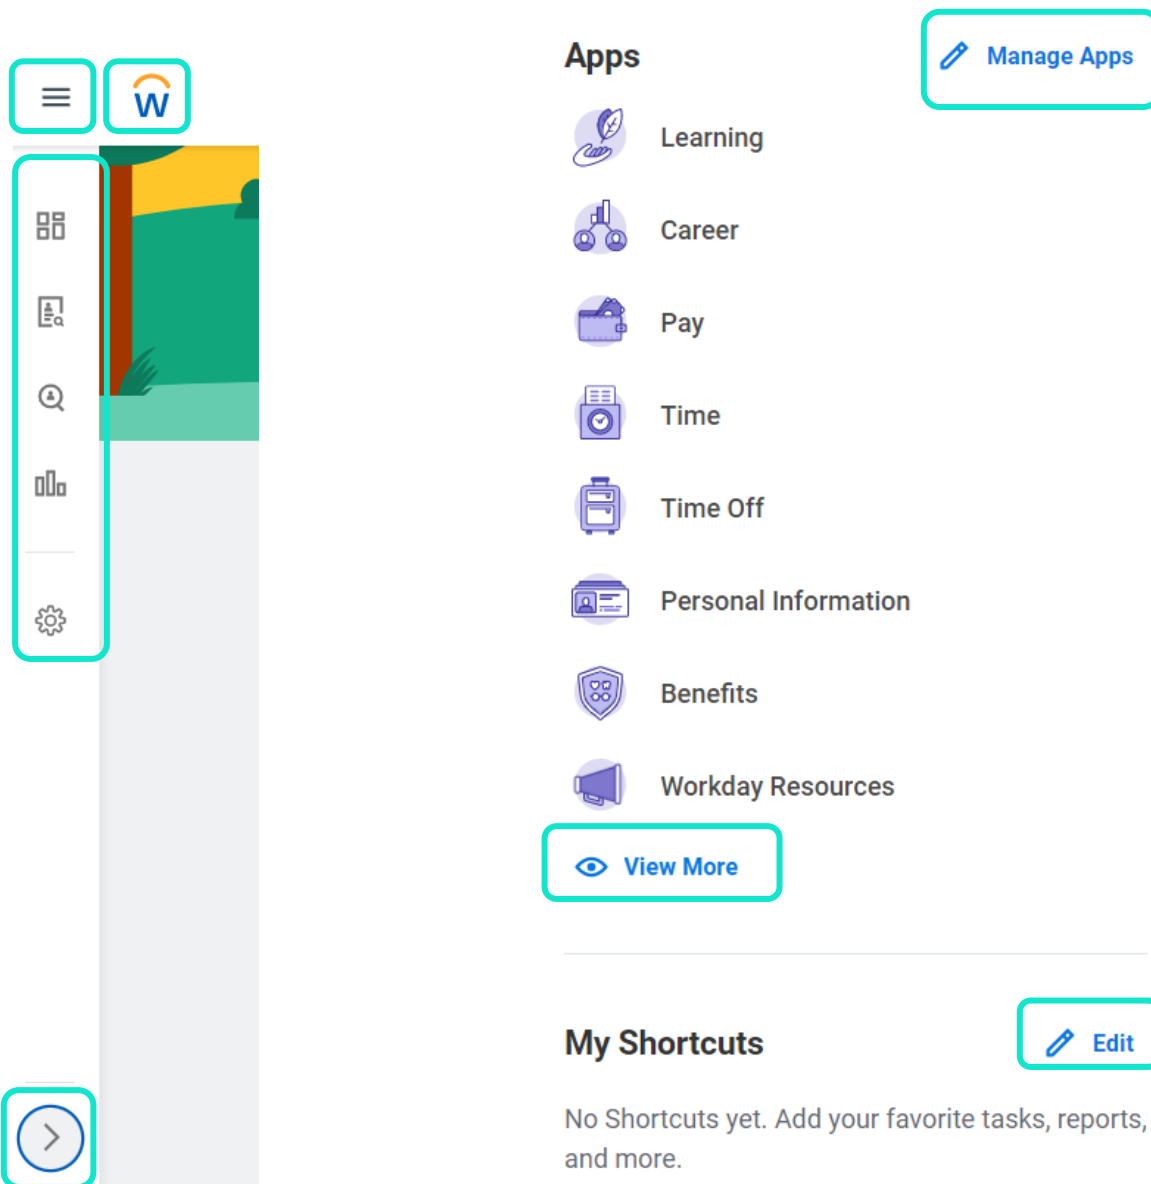 W
Apps
Manage Apps
Learning
Career
Pay
Time
Time Off
Personal Information
Benefits
Workday Resources
View More
My Shortcuts
Edit
No Shortcuts yet. Add your favorite tasks, reports,
and more.